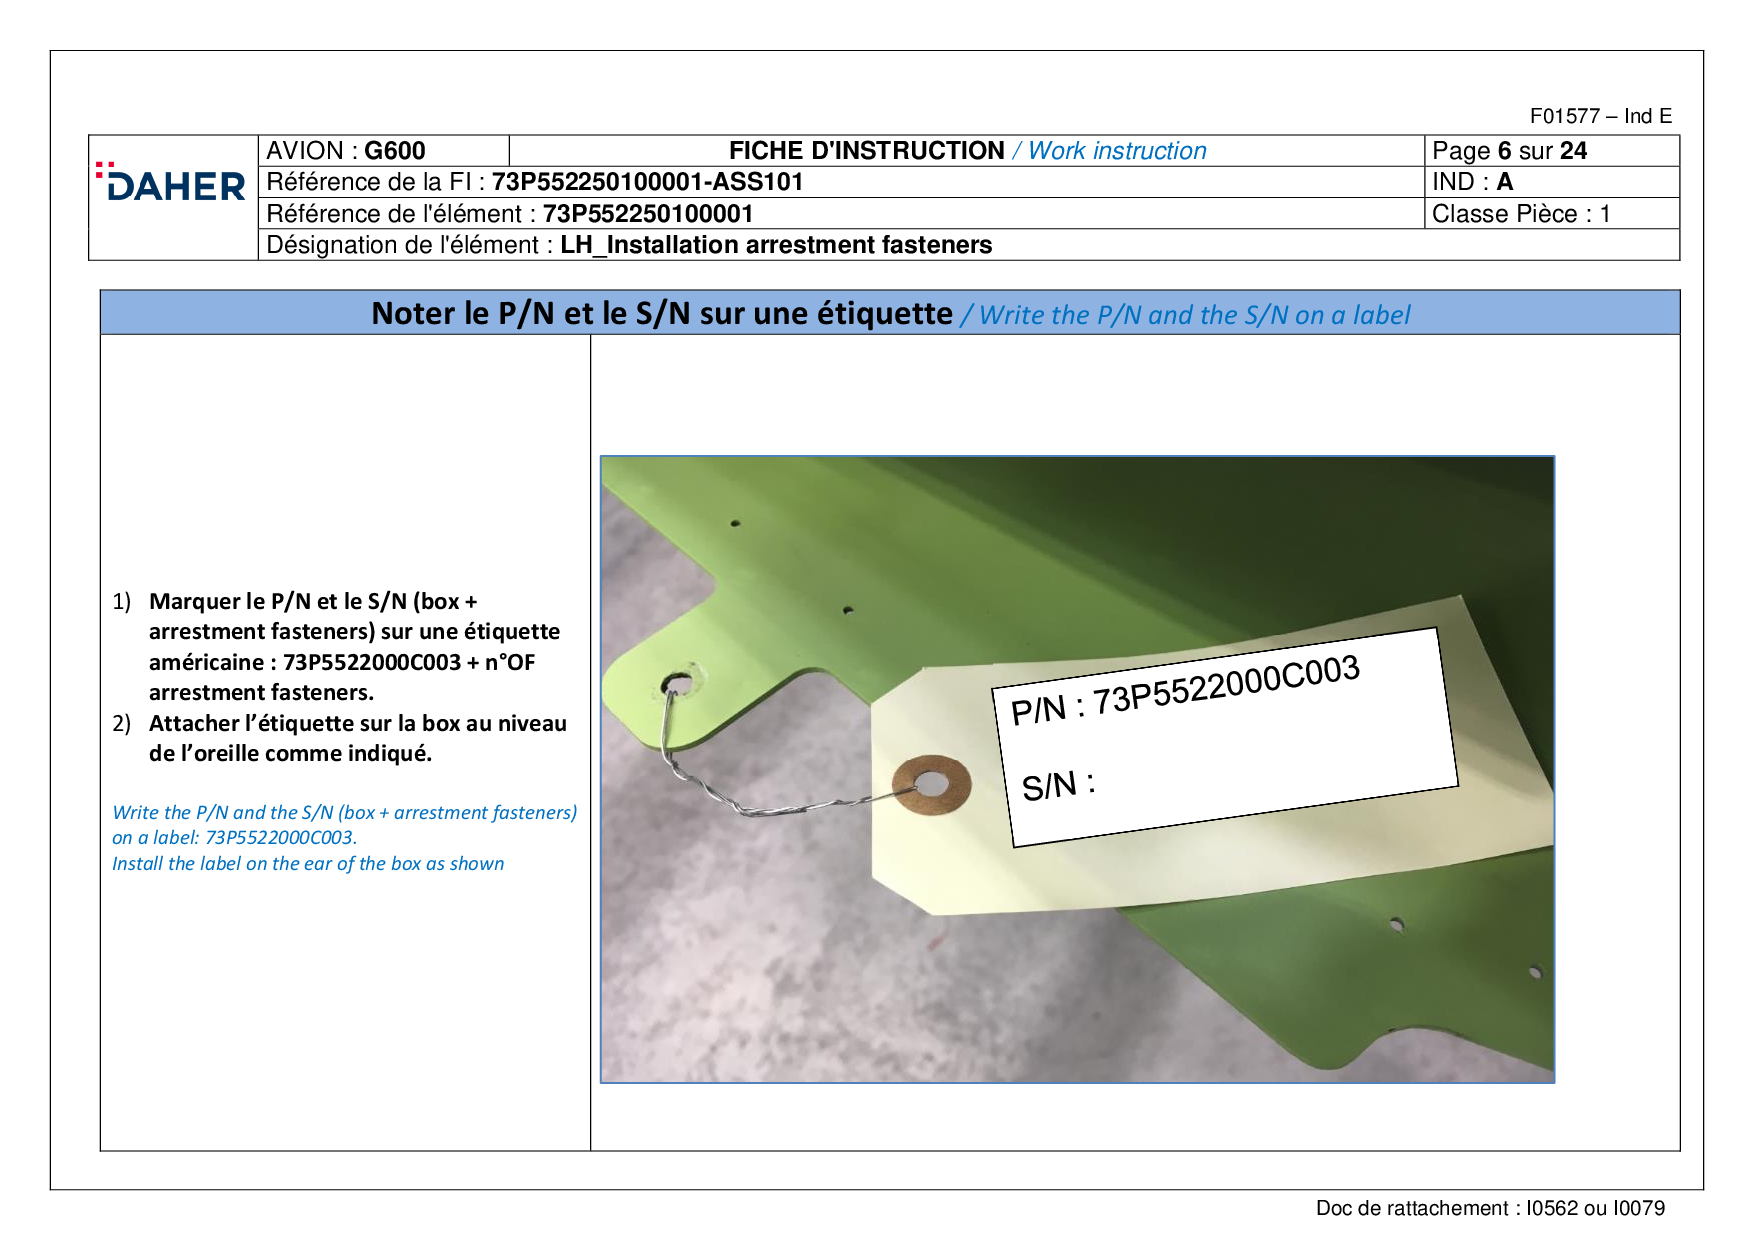 F01577 – Ind E
DAHER
AVION : G600
FICHE D'INSTRUCTION / Work instruction
Page 6 sur 24
Référence de la FI : 73P552250100001-ASS101
IND : A
Référence de l'élément : 73P552250100001
Classe Pièce : 1
Désignation de l'élément : LH_Installation arrestment fasteners
Noter le P/N et le S/N sur une étiquette / Write the P/N and the S/N on a label
1) Marquer le P/N et le S/N (box +
arrestment fasteners) sur une étiquette
américaine : 73P5522000C003 + n°OF
arrestment fasteners.
2) Attacher l’étiquette sur la box au niveau
de l’oreille comme indiqué.
Write the P/N and the S/N (box + arrestment fasteners)
on a label: 73P5522000C003.
Install the label on the ear of the box as shown
P/N : 73P5522000C003
S/N :
Doc de rattachement : I0562 ou I0079